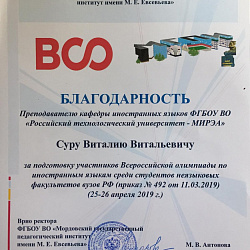 институт имени М. Е. Евсевьева»
ВСО
БЛАГОДАРНОСТЬ
Преподавателю кафедры иностранных языков ФГБОУ ВО
«Российский технологический университет - МИРЭА»
Суру Виталию Витальевичу
за подготовку участников Всероссийской олимпиады по
иностранным языкам среди студентов неязыковых
факультетов вузов РФ (приказ № 492 от 11.03.2019)
(25-26 апреля 2019 г.)
Врио ректора
ФГБОУ ВО «Мордовский государственный
педагогический институт
имени М. Е. Евсевьева»
М. В. Антонова